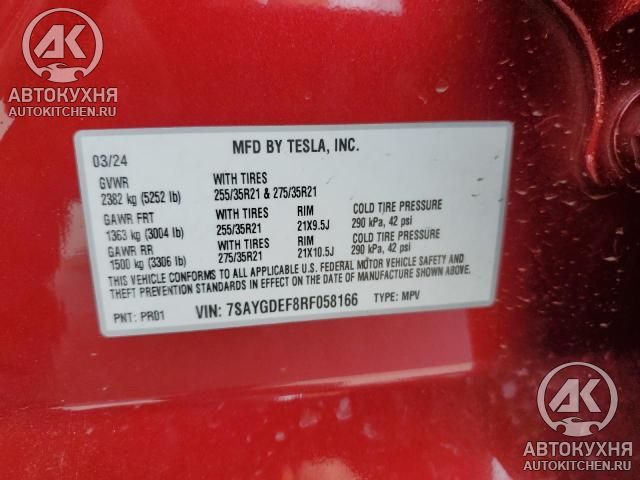 AK
АВТОКУХНЯ
AUTOKITCHEN.RU
MFD BY TESLA, INC.
03/24
GVWR WITH TIRES
2382 kg (5252 lb) 255/35R21 & 275/35R21
GAWR FRT WITH TIRES RIM COLD TIRE PRESSURE
1363 kg (3004 lb) 255/35R21 21X9.5J 290 kPa, 42 psi
GAWR RR WITH TIRES RIM COLD TIRE PRESSURE
1500 kg (3306 lb) 275/35R21 21X10.5J 290 kPa, 42 psi
THIS VEHICLE CONFORMS TO ALL APPLICABLE U.S. FEDERAL MOTOR VEHICLE SAFETY AND
THEFT PREVENTION STANDARDS IN EFFECT ON THE DATE OF MANUFACTURE SHOWN ABOVE.
PNT: PR01 VIN: 7SAYGDEF8RF058166 TYPE: MPV
AK
АВТОКУХНЯ
AUTOKITCHEN.RU